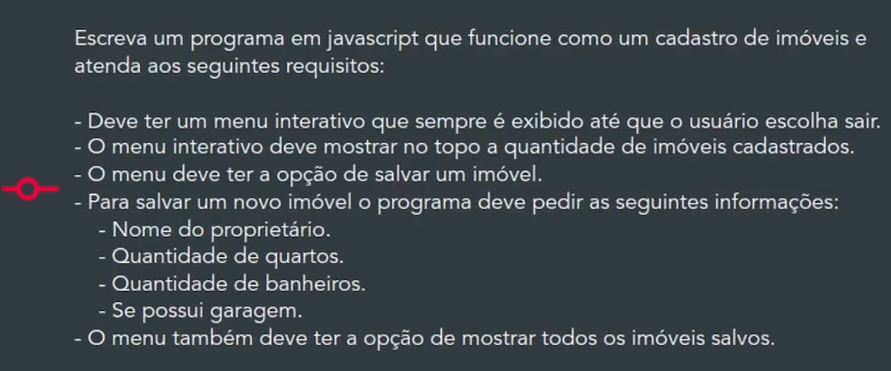 Escreva um programa em javascript que funcione como um cadastro de imóveis e
atenda aos seguintes requisitos:
- Deve ter um menu interativo que sempre é exibido até que o usuário escolha sair.
- O menu interativo deve mostrar no topo a quantidade de imóveis cadastrados.
- O menu deve ter a opção de salvar um imóvel.
- Para salvar um novo imóvel o programa deve pedir as seguintes informações:
- Nome do proprietário.
- Quantidade de quartos.
- Quantidade de banheiros.
- Se possui garagem.
- O menu também deve ter a opção de mostrar todos os imóveis salvos.